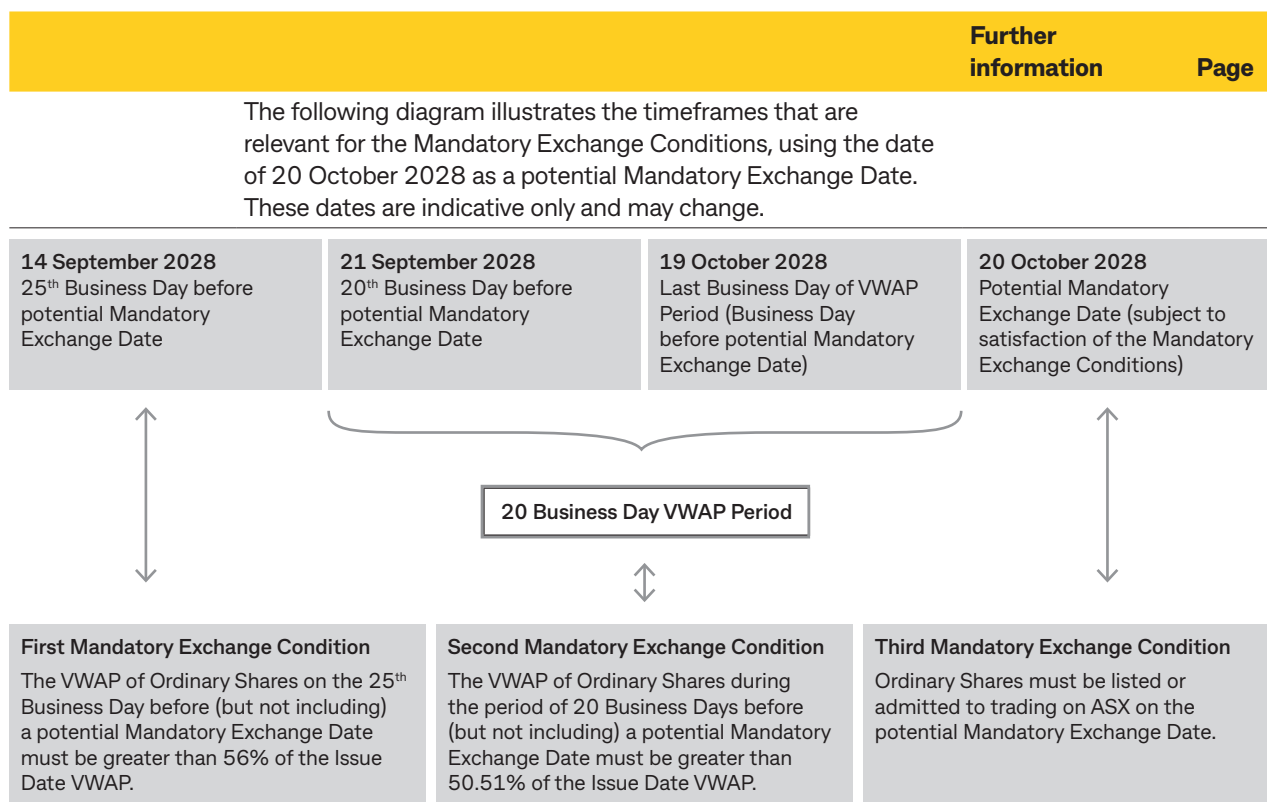 Further
information Page
The following diagram illustrates the timeframes that are
relevant for the Mandatory Exchange Conditions, using the date
of 20 October 2028 as a potential Mandatory Exchange Date.
These dates are indicative only and may change.
14 September 2028
25th Business Day before
potential Mandatory
Exchange Date
21 September 2028
20th Business Day before
potential Mandatory
Exchange Date
19 October 2028
Last Business Day of VWAP
Period (Business Day
before potential Mandatory
Exchange Date)
20 October 2028
Potential Mandatory
Exchange Date (subject to
satisfaction of the Mandatory
Exchange Conditions)
20 Business Day VWAP Period
First Mandatory Exchange Condition
The VWAP of Ordinary Shares on the 25th
Business Day before (but not including)
a potential Mandatory Exchange Date
must be greater than 56% of the Issue
Date VWAP.
Second Mandatory Exchange Condition
The VWAP of Ordinary Shares during
the period of 20 Business Days before
(but not including) a potential Mandatory
Exchange Date must be greater than
50.51% of the Issue Date VWAP.
Third Mandatory Exchange Condition
Ordinary Shares must be listed or
admitted to trading on ASX on the
potential Mandatory Exchange Date.